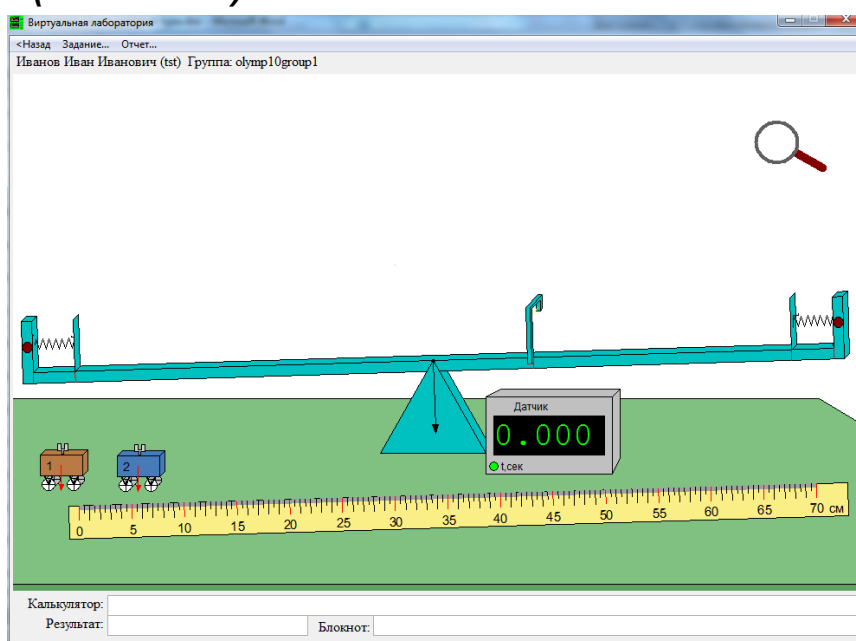 Виртуальная лаборатория
<Назад Задание... Отчет...
Иванов Иван Иванович (tst) Группа: olymp10group1
Датчик
0.000
t,сек
1
2
0 5 10 15 20 25 30 35 40 45 50 55 60 65 70 см
Калькулятор:
Результат: Блокнот: